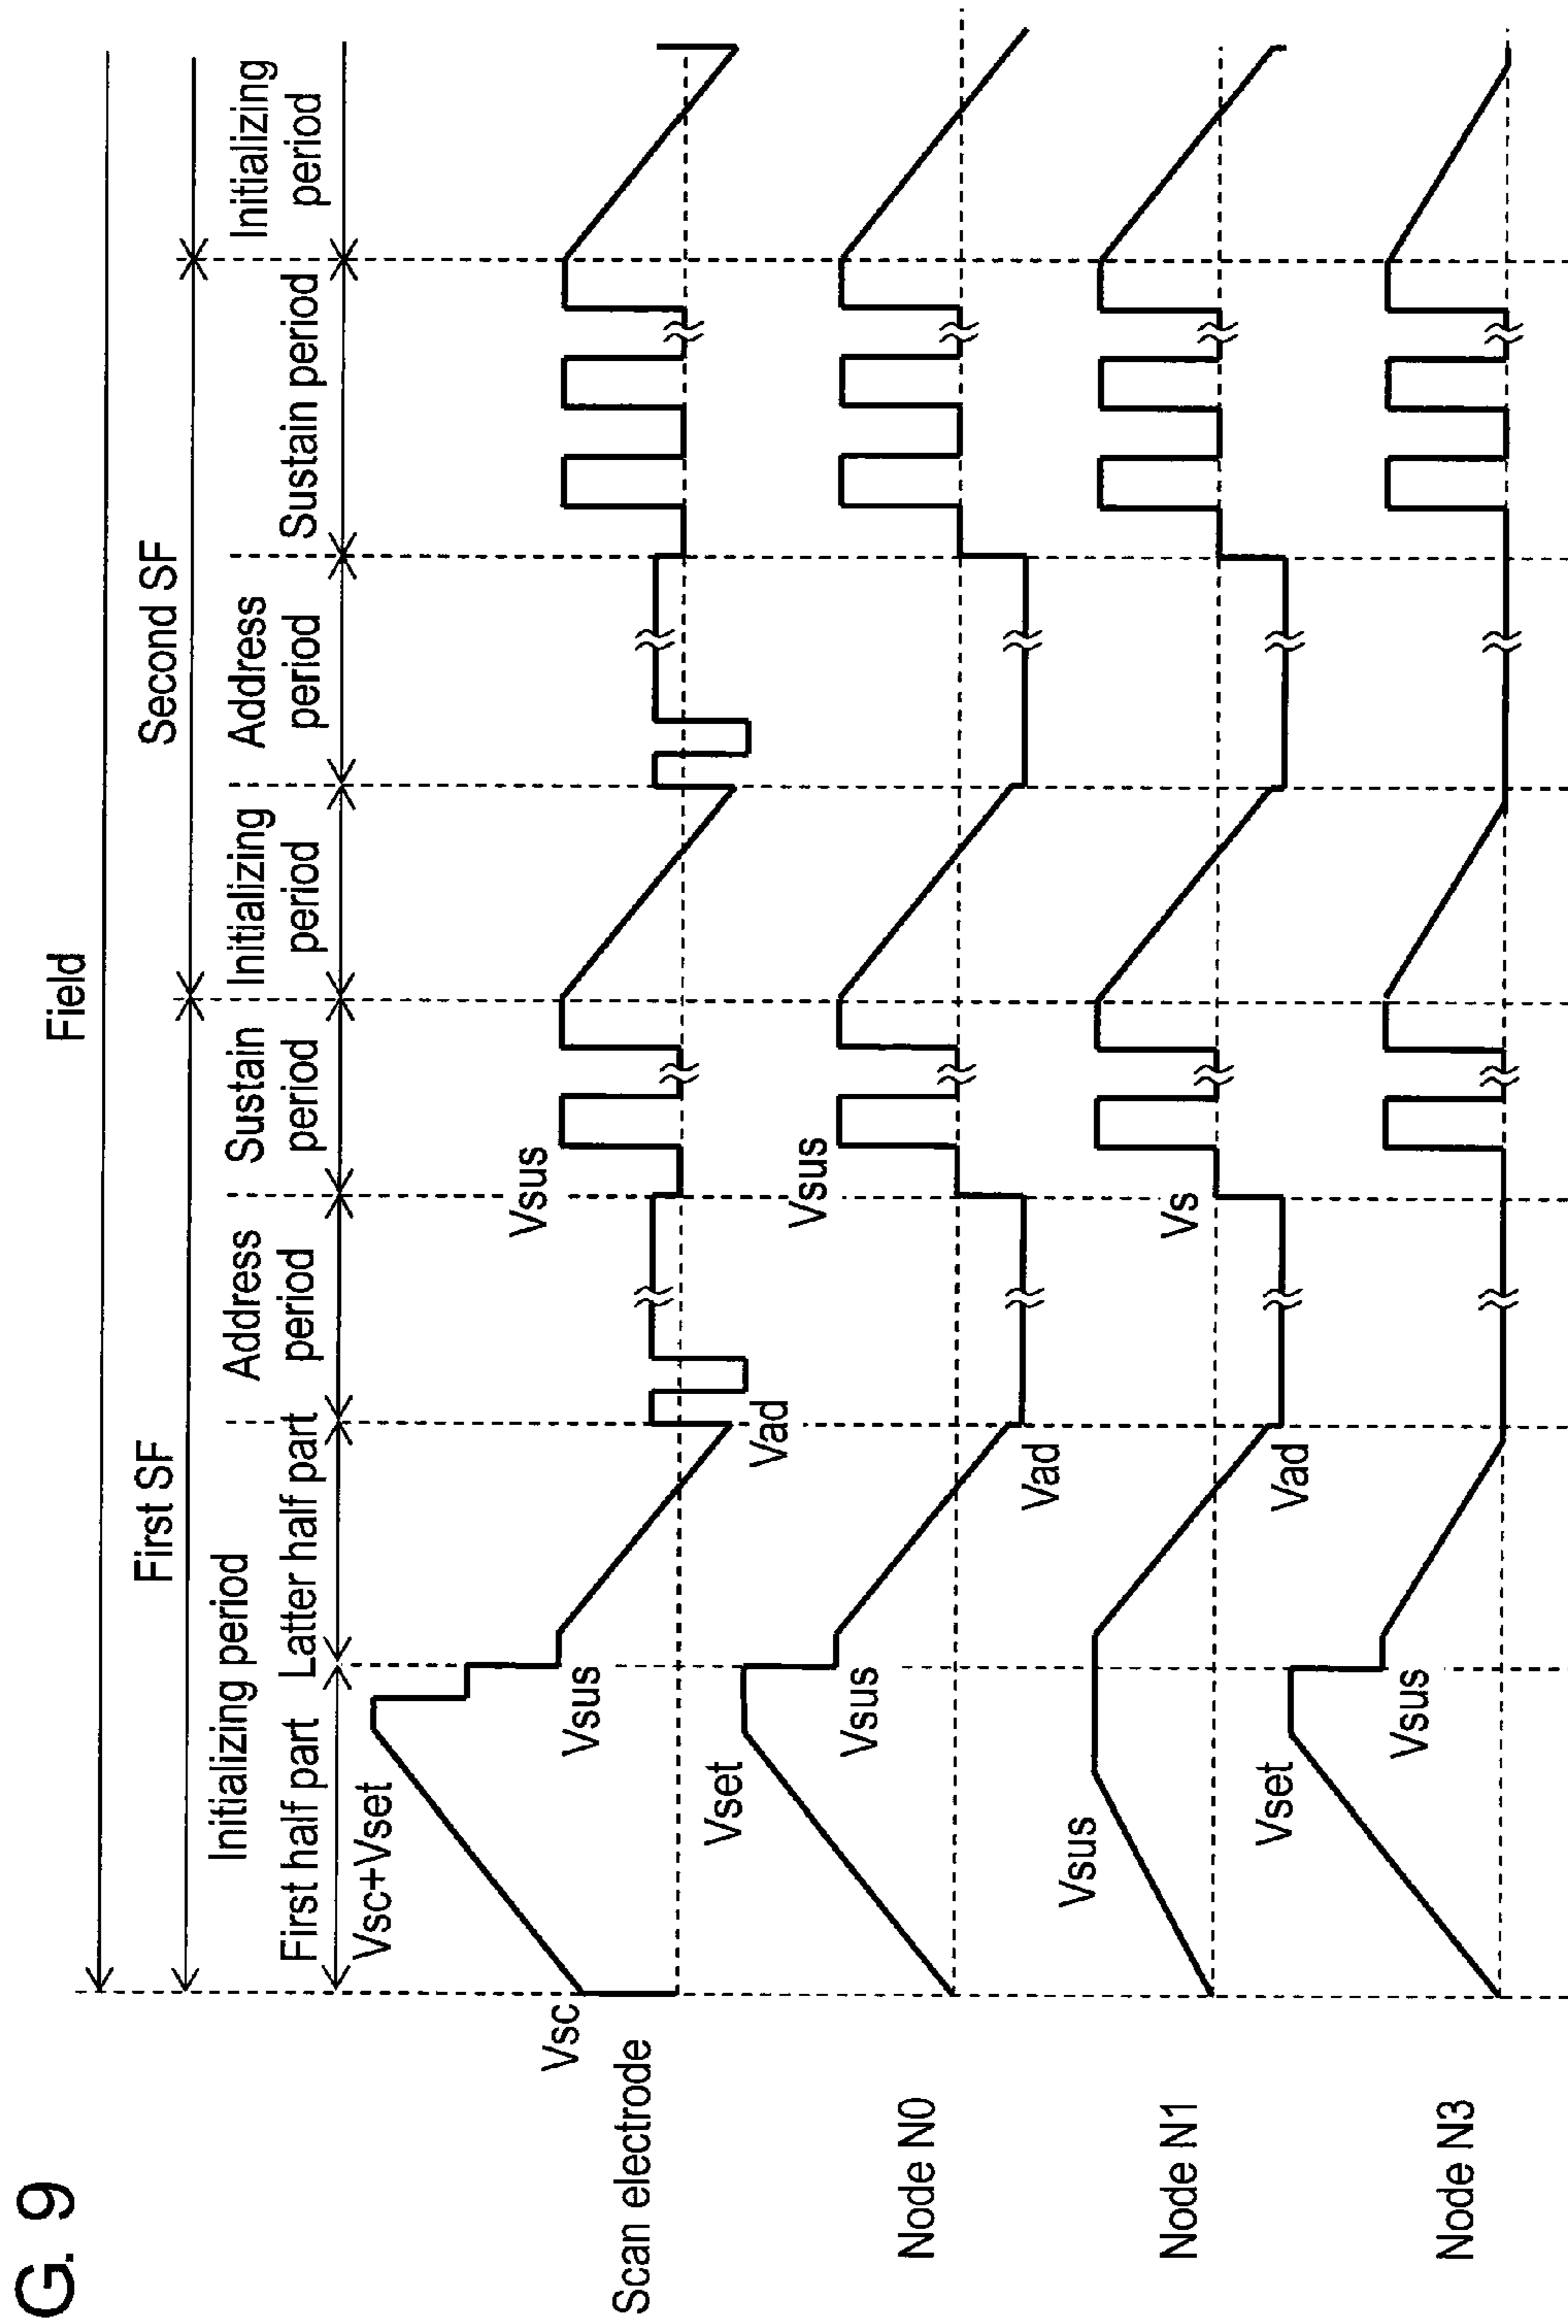 G. 9
Field
First SF
Second SF
Initializing period
First half part
Latter half part
Address
period
Sustain
period
Initializing
period
Address
period
Sustain period
Initializing
period
Scan electrode
Vsc
Vsc+Vset
Vsus
Vad
Vsus
Node N0
Vset
Vsus
Vad
Vsus
Node N1
Vsus
Vad
Vs
Node N3
Vset
Vsus